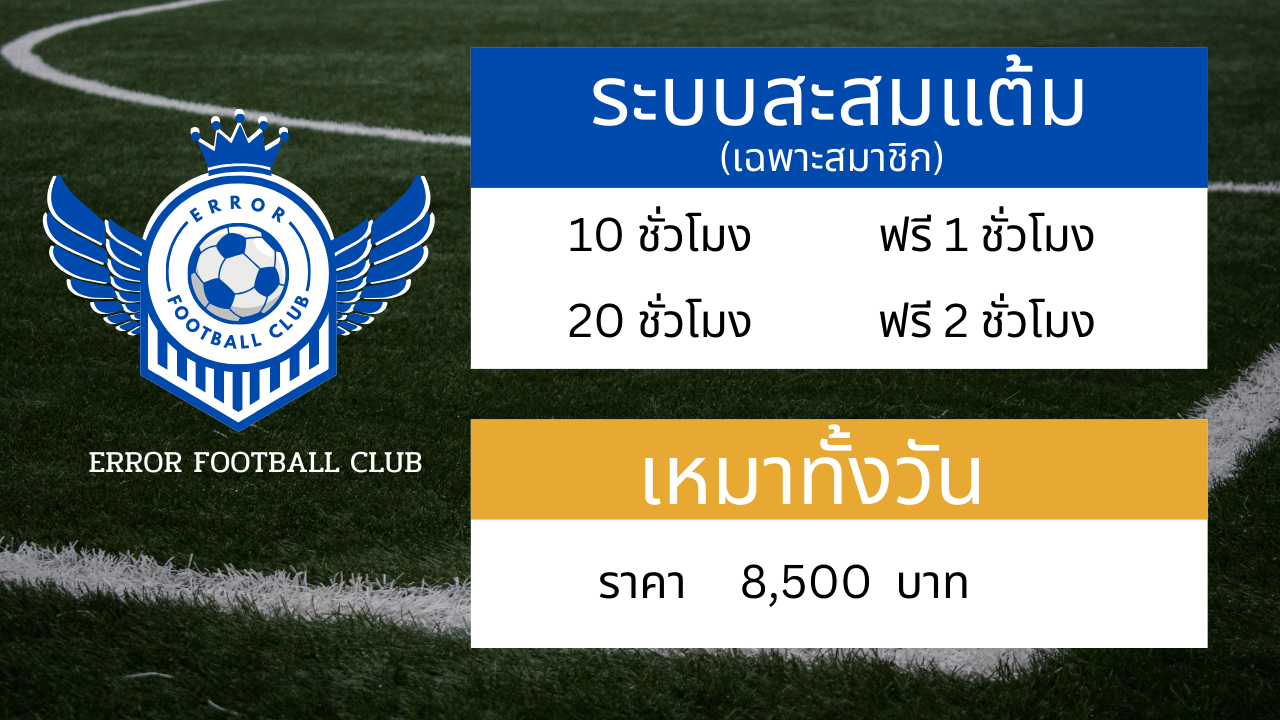 ERROR
FOOTBALL CLUB
ERROR FOOTBALL CLUB
ระบบสะสมแต้ม
(เฉพาะสมาชิก)
10 ชั่วโมง ฟรี 1 ชั่วโมง
20 ชั่วโมง ฟรี 2 ชั่วโมง
เหมาทั้งวัน
ราคา 8,500 บาท